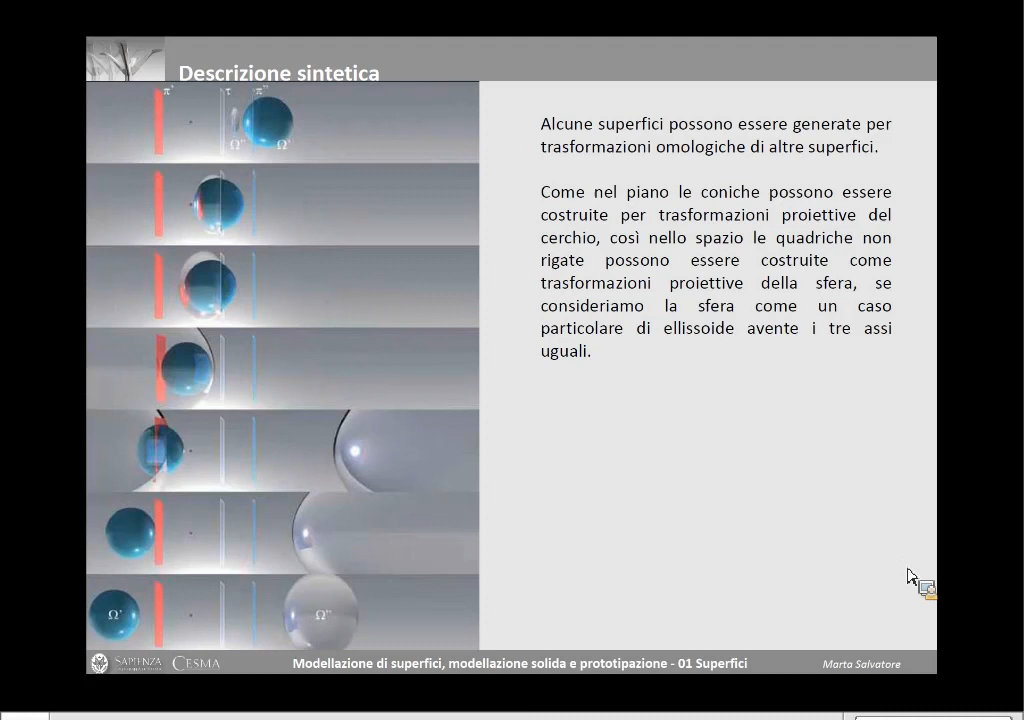 Descrizione sintetica
π' τ π''
Ω'' Ω'
Alcune superfici possono essere generate per
trasformazioni omologiche di altre superfici.
Come nel piano le coniche possono essere
costruite per trasformazioni proiettive del
cerchio, così nello spazio le quadriche non
rigate possono essere costruite come
trasformazioni proiettive della sfera, se
consideriamo la sfera come un caso
particolare di ellissoide avente i tre assi
uguali.
Ω' Ω''
SAPIENZA CESMA
Modellazione di superfici, modellazione solida e prototipazione - 01 Superfici
Marta Salvatore